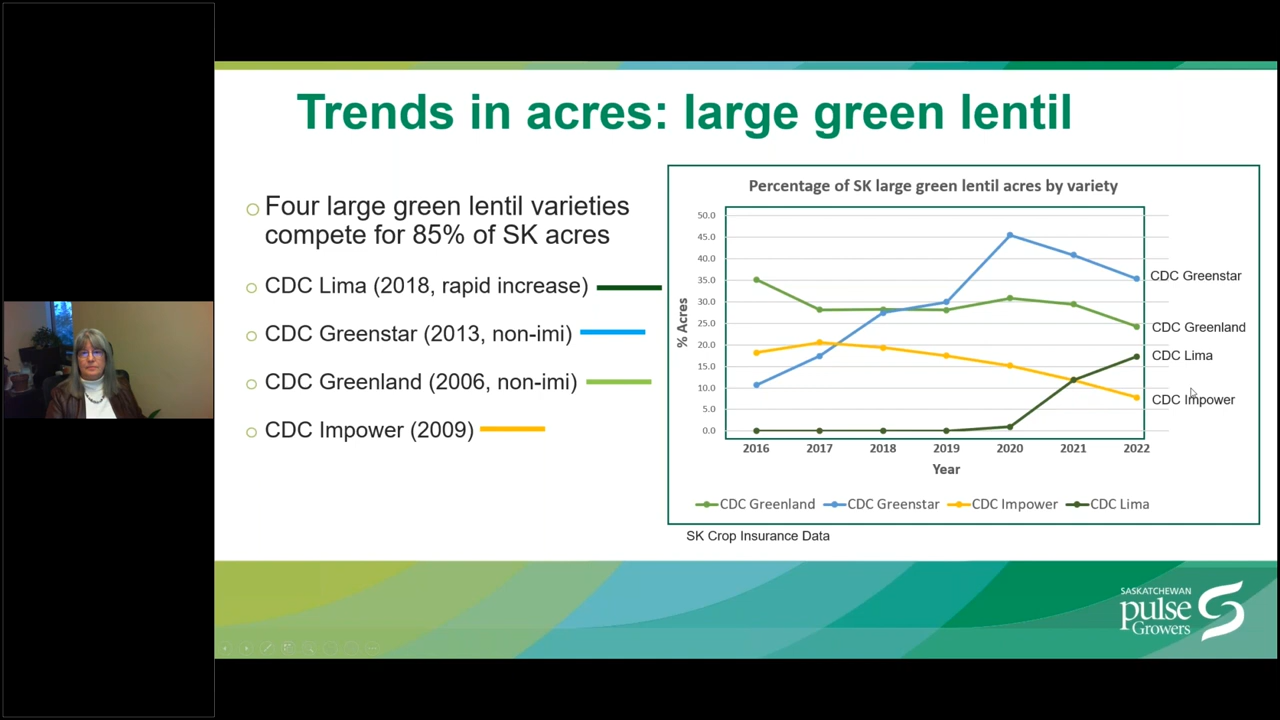 Trends in acres: large green lentil
Four large green lentil varieties
compete for 85% of SK acres
CDC Lima (2018, rapid increase)
CDC Greenstar (2013, non-imi)
CDC Greenland (2006, non-imi)
CDC Impower (2009)
Percentage of SK large green lentil acres by variety
50.0
45.0
40.0
35.0
30.0
25.0
20.0
15.0
10.0
5.0
0.0
% Acres
2016 2017 2018 2019 2020 2021 2022
Year
CDC Greenstar
CDC Greenland
CDC Lima
CDC Impower
CDC Greenland CDC Greenstar CDC Impower CDC Lima
SK Crop Insurance Data
SASKATCHEWAN
pulse
Growers